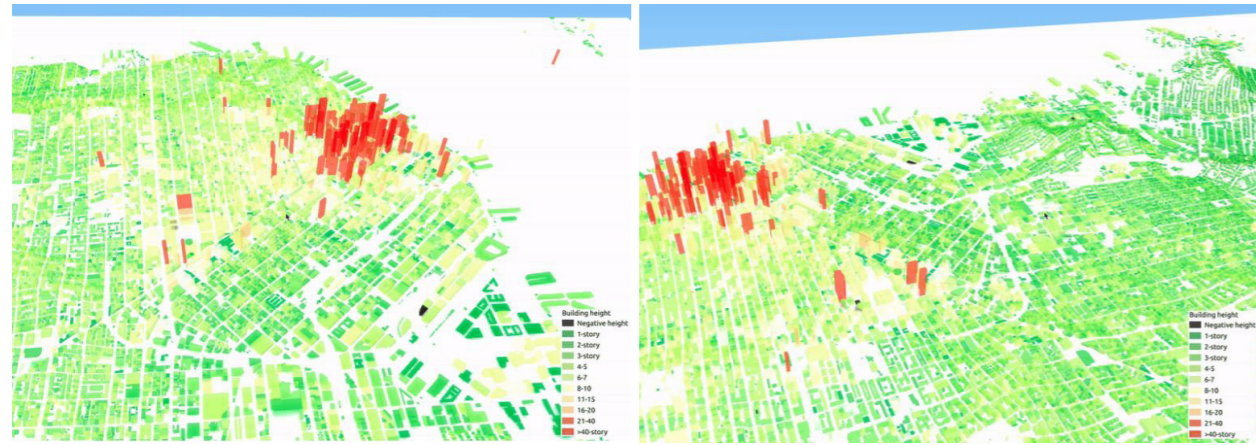 Building height
Negative height
1-story
2-story
3-story
4-5
6-7
8-10
11-15
16-20
21-40
>40-story
Building height
Negative height
1-story
2-story
3-story
4-5
6-7
8-10
11-15
16-20
21-40
>40-story